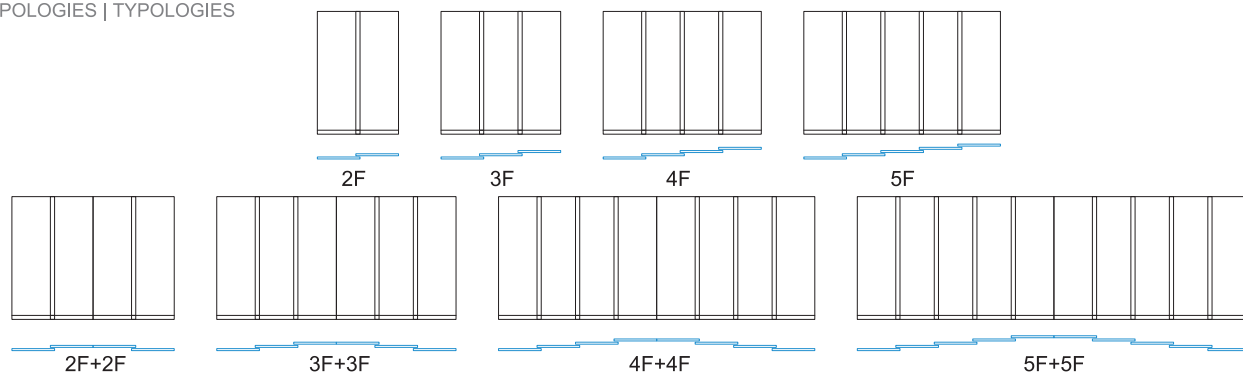 POLOGIES | TYPOLOGIES
2F 3F 4F 5F
2F+2F 3F+3F 4F+4F 5F+5F